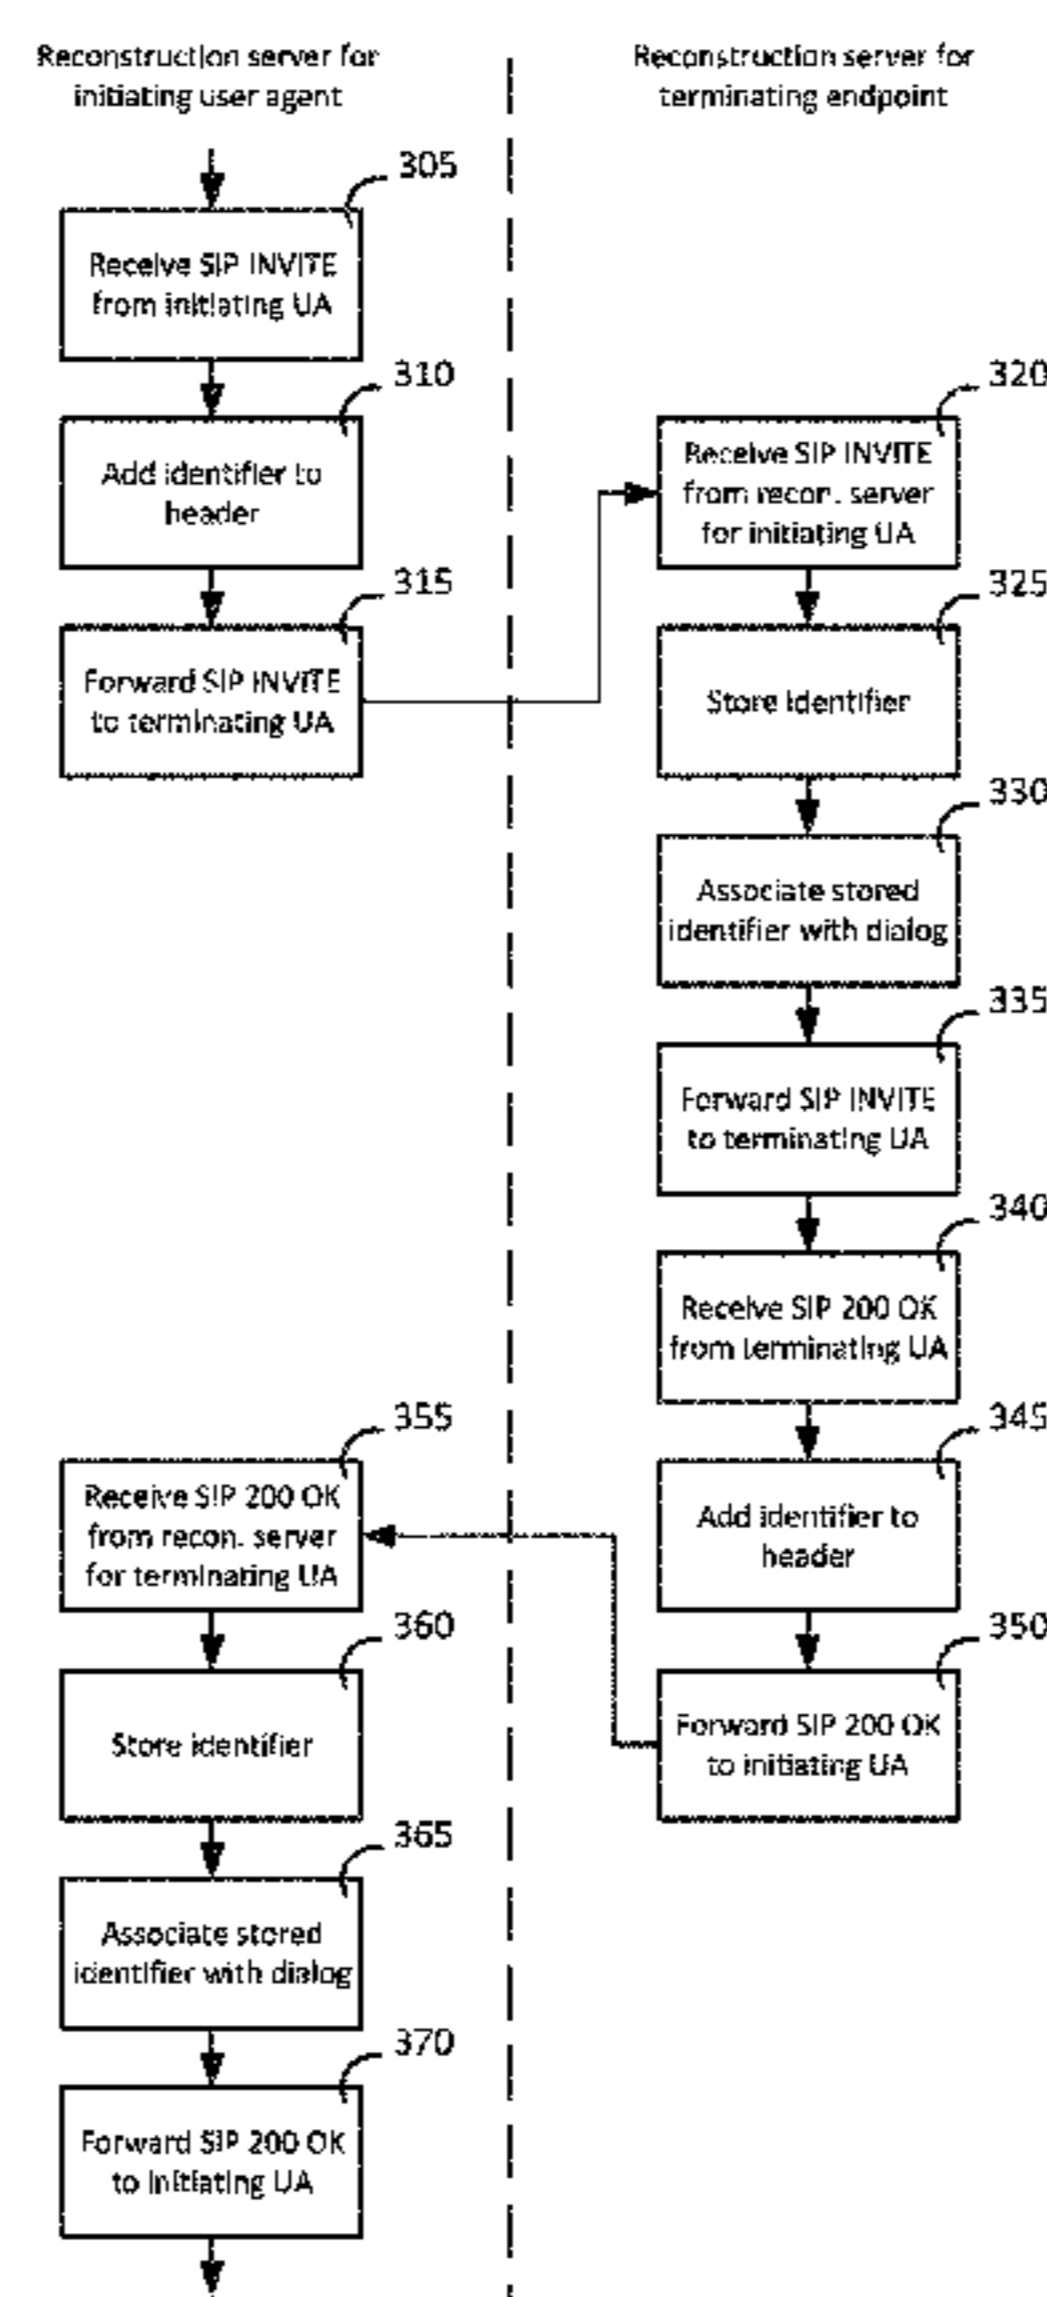 Reconstruction server for
initiating user agent
Reconstruction server for
terminating endpoint
305
Receive SIP INVITE
from initiating UA
310
Add identifier to
header
315
Forward SIP INVITE
to terminating UA
320
Receive SIP INVITE
from recon. server
for initiating UA
325
Store identifier
330
Associate stored
identifier with dialog
335
Forward SIP INVITE
to terminating UA
340
Receive SIP 200 OK
from terminating UA
345
Add identifier to
header
350
Forward SIP 200 OK
to initiating UA
355
Receive SIP 200 OK
from recon. server
for terminating UA
360
Store identifier
365
Associate stored
identifier with dialog
370
Forward SIP 200 OK
to initiating UA